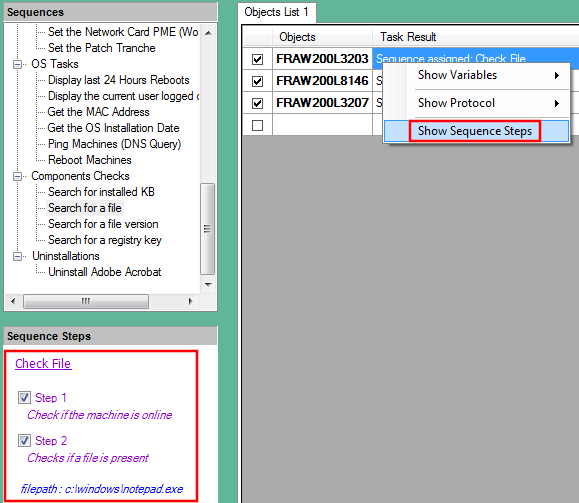 Sequences
Set the Network Card PME (Wo
Set the Patch Tranche
OS Tasks
Display last 24 Hours Reboots
Display the current user logged o
Get the MAC Address
Get the OS Installation Date
Ping Machines (DNS Query)
Reboot Machines
Components Checks
Search for installed KB
Search for a file
Search for a file version
Search for a registry key
Uninstallations
Uninstall Adobe Acrobat
Sequence Steps
Check File
Step 1
Check if the machine is online
Step 2
Checks if a file is present
filepath : c:\windows\notepad.exe
Objects List 1
Objects Task Result
FRAW200L3203 Sequence assigned: Check File
FRAW200L8146 S
FRAW200L3207 S
Show Variables
Show Protocol
Show Sequence Steps